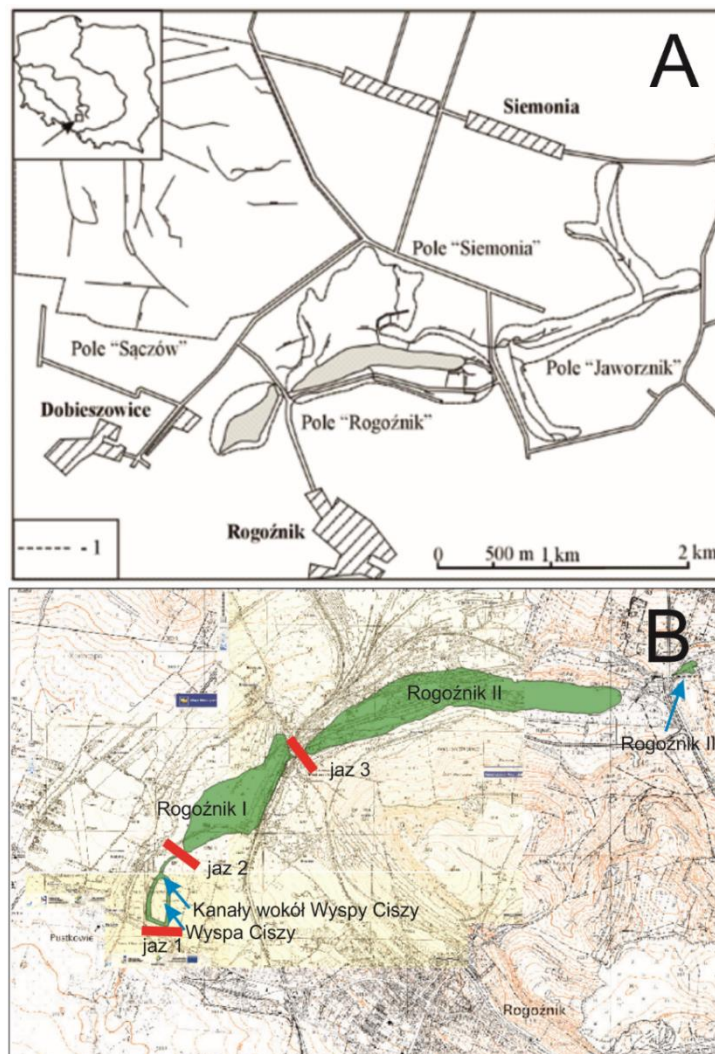 A
Siemonia
Pole “Siemonia”
Pole “Sączów”
Pole “Jaworznik”
Dobieszowice
Pole “Rogoźnik”
Rogoźnik
1
0 500 m 1 km 2 km
B
Rogoźnik II
Rogoźnik II
jaz 3
Rogoźnik I
jaz 2
Kanały wokół Wyspy Ciszy
Wyspa Ciszy
jaz 1
Pustkowie
Rogoźnik